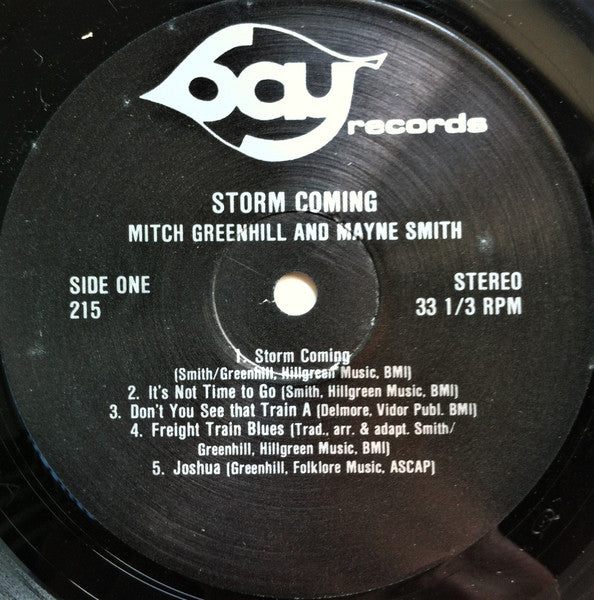 bay
records
STORM COMING
MITCH GREENHILL AND MAYNE SMITH
SIDE ONE
215
STEREO
33 1/3 RPM
1. Storm Coming
(Smith/Greenhill, Hillgreen Music, BMI)
2. It's Not Time to Go (Smith, Hillgreen Music, BMI)
3. Don't You See that Train A (Delmore, Vidor Publ. BMI)
4. Freight Train Blues (Trad., arr. & adapt. Smith/
Greenhill, Hillgreen Music, BMI)
5. Joshua (Greenhill, Folklore Music, ASCAP)